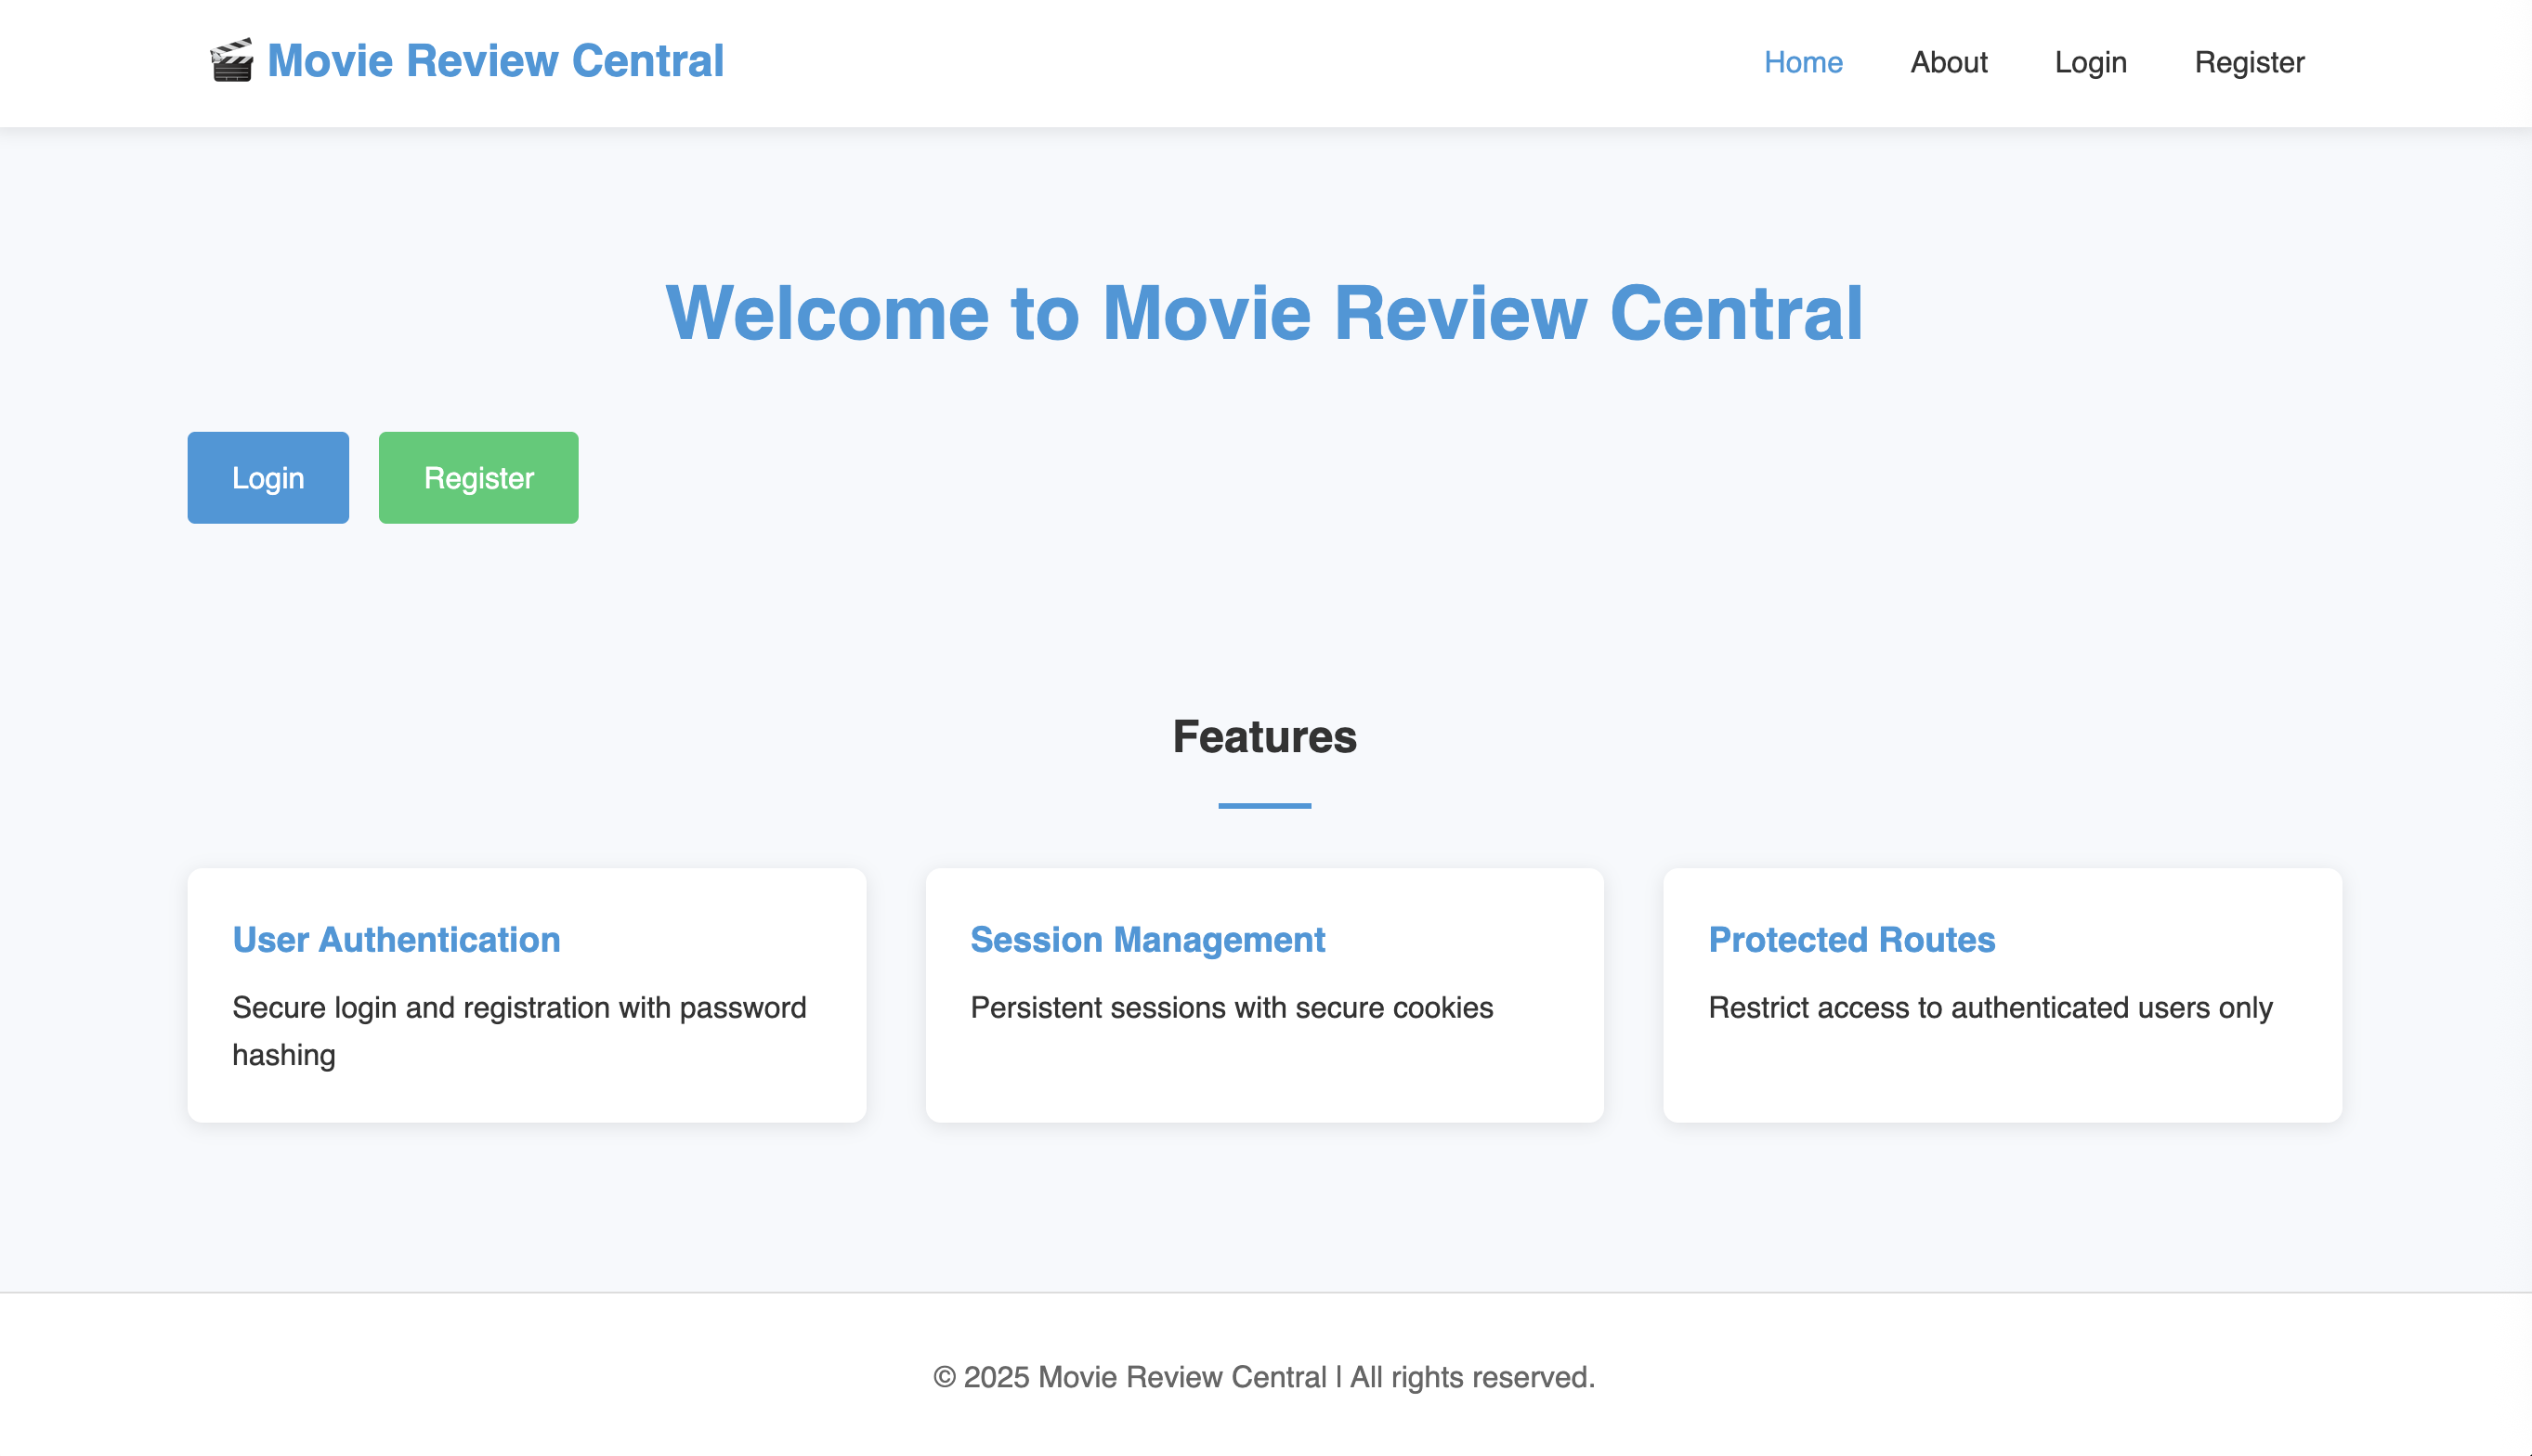 Movie Review Central
Home About Login Register
Welcome to Movie Review Central
Login Register
Features
User Authentication
Secure login and registration with password
hashing
Session Management
Persistent sessions with secure cookies
Protected Routes
Restrict access to authenticated users only
© 2025 Movie Review Central | All rights reserved.